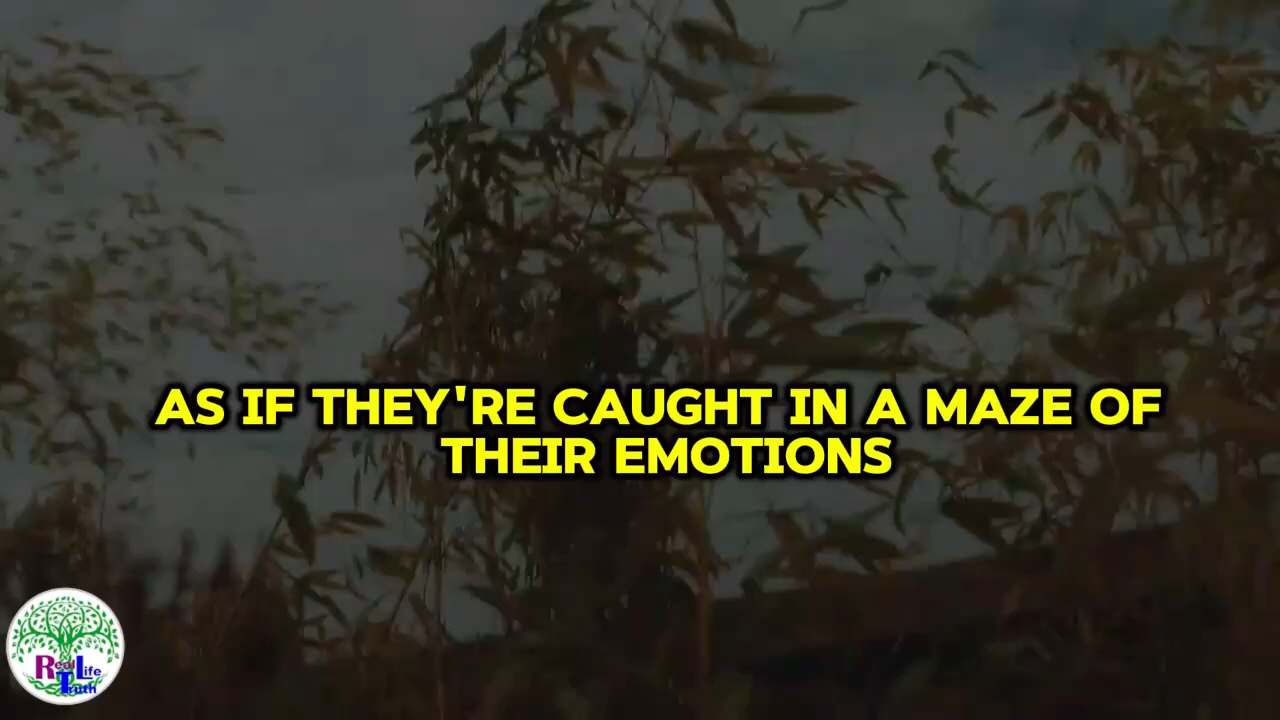 AS IF THEY'RE CAUGHT IN A MAZE OF
THEIR EMOTIONS
Real Life
Truth